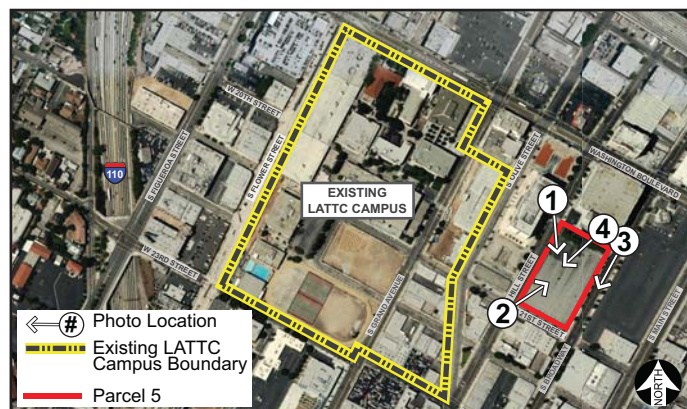 W 20TH STREET
S FIGUEROA STREET
S FLOWER STREET
110
W 23RD STREET
EXISTING
LATTC CAMPUS
S GRAND AVENUE
S OLIVE STREET
WASHINGTON BOULEVARD
1
4
3
2
HILL STREET
21ST STREET
S BROADWAY
S MAIN STREET
# Photo Location
Existing LATTC
Campus Boundary
Parcel 5
NORTH